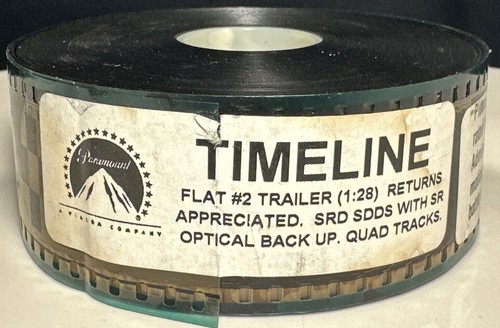 Paramount
A VIACOM COMPANY
TIMELINE
FLAT #2 TRAILER (1:28) RETURNS
APPRECIATED. SRD SDDS WITH SR
OPTICAL BACK UP. QUAD TRACKS.